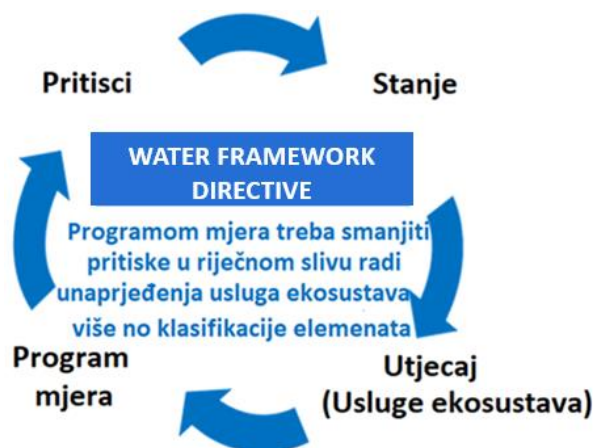 Pritisci
Stanje
WATER FRAMEWORK
DIRECTIVE
Programom mjera treba smanjiti
pritiske u riječnom slivu radi
unaprjeđenja usluga ekosustava
više no klasifikacije elemenata
Program
mjera
Utjecaj
(Usluge ekosustava)